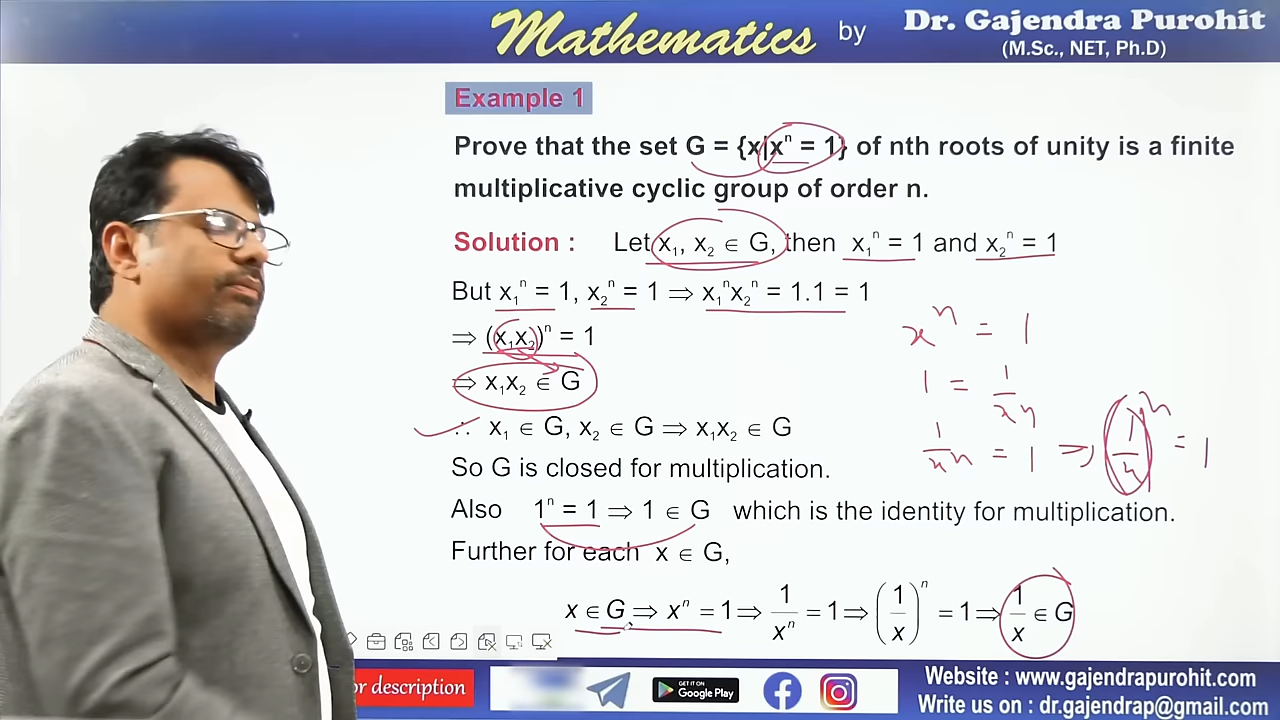 Mathematics by Dr. Gajendra Purohit
(M.Sc., NET, Ph.D)
Example 1
Prove that the set G = {x|xⁿ = 1} of nth roots of unity is a finite
multiplicative cyclic group of order n.
Solution : Let x₁, x₂ ∈ G, then x₁ⁿ = 1 and x₂ⁿ = 1
But x₁ⁿ = 1, x₂ⁿ = 1 ⇒ x₁ⁿx₂ⁿ = 1.1 = 1
⇒ (x₁x₂)ⁿ = 1
⇒ x₁x₂ ∈ G
∴ x₁ ∈ G, x₂ ∈ G ⇒ x₁x₂ ∈ G
So G is closed for multiplication.
Also 1ⁿ = 1 ⇒ 1 ∈ G which is the identity for multiplication.
Further for each x ∈ G,
x ∈ G ⇒ xⁿ = 1 ⇒ 1/xⁿ = 1 ⇒ (1/x)ⁿ = 1 ⇒ 1/x ∈ G
xⁿ = 1
1 = 1/xⁿ
1/xⁿ = 1 ⇒ (1/x)ⁿ = 1
or description
GET IT ON
Google Play
Website : www.gajendrapurohit.com
Write us on : dr.gajendrap@gmail.com